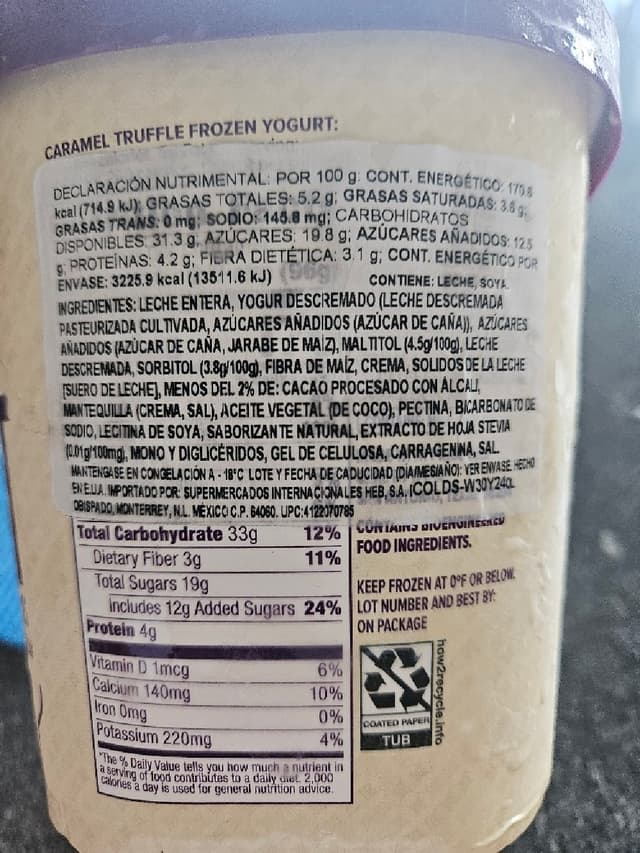 CARAMEL TRUFFLE FROZEN YOGURT:
DECLARACIÓN NUTRIMENTAL: POR 100 g: CONT. ENERGÉTICO: 170.8
kcal (714.9 kJ); GRASAS TOTALES: 5.2 g; GRASAS SATURADAS: 3.6 g;
GRASAS TRANS: 0 mg; SODIO: 145.8 mg; CARBOHIDRATOS
DISPONIBLES: 31.3 g, AZÚCARES: 19.8 g; AZÚCARES AÑADIDOS: 12.5
g, PROTEÍNAS: 4.2 g; FIBRA DIETÉTICA: 3.1 g; CONT. ENERGÉTICO POR
ENVASE: 3225.9 kcal (13511.6 kJ) (96g)
CONTIENE: LECHE, SOYA.
INGREDIENTES: LECHE ENTERA, YOGUR DESCREMADO (LECHE DESCREMADA
PASTEURIZADA CULTIVADA, AZÚCARES AÑADIDOS (AZÚCAR DE CAÑA)), AZÚCARES
AÑADIDOS (AZÚCAR DE CAÑA, JARABE DE MAÍZ), MALTITOL (4.5g/100g), LECHE
DESCREMADA, SORBITOL (3.8g/100g), FIBRA DE MAÍZ, CREMA, SOLIDOS DE LA LECHE
[SUERO DE LECHE], MENOS DEL 2% DE: CACAO PROCESADO CON ÁLCALI,
MANTEQUILLA (CREMA, SAL), ACEITE VEGETAL (DE COCO), PECTINA, BICARBONATO DE
SODIO, LECITINA DE SOYA, SABORIZANTE NATURAL, EXTRACTO DE HOJA STEVIA
(0.01g/100mg), MONO Y DIGLICÉRIDOS, GEL DE CELULOSA, CARRAGENINA, SAL.
MANTENGASE EN CONGELACIÓN A - 18°C LOTE Y FECHA DE CADUCIDAD (DÍA/MES/AÑO): VER ENVASE. HECHO
EN E.U.A. IMPORTADO POR: SUPERMERCADOS INTERNACIONALES HEB, S.A. (COLDS-W30Y24CL
OBISPADO, MONTERREY, N.L. MÉXICO C.P. 64060. UPC:4122070785
Total Carbohydrate 33g 12%
Dietary Fiber 3g 11%
Total Sugars 19g
Includes 12g Added Sugars 24%
Protein 4g
Vitamin D 1mcg 6%
Calcium 140mg 10%
Iron 0mg 0%
Potassium 220mg 4%
*The % Daily Value tells you how much a nutrient in
a serving of food contributes to a daily diet. 2,000
calories a day is used for general nutrition advice.
CONTAINS BIOENGINEERED
FOOD INGREDIENTS.
KEEP FROZEN AT 0°F OR BELOW.
LOT NUMBER AND BEST BY:
ON PACKAGE
COATED PAPER
TUB
how2recycle.info